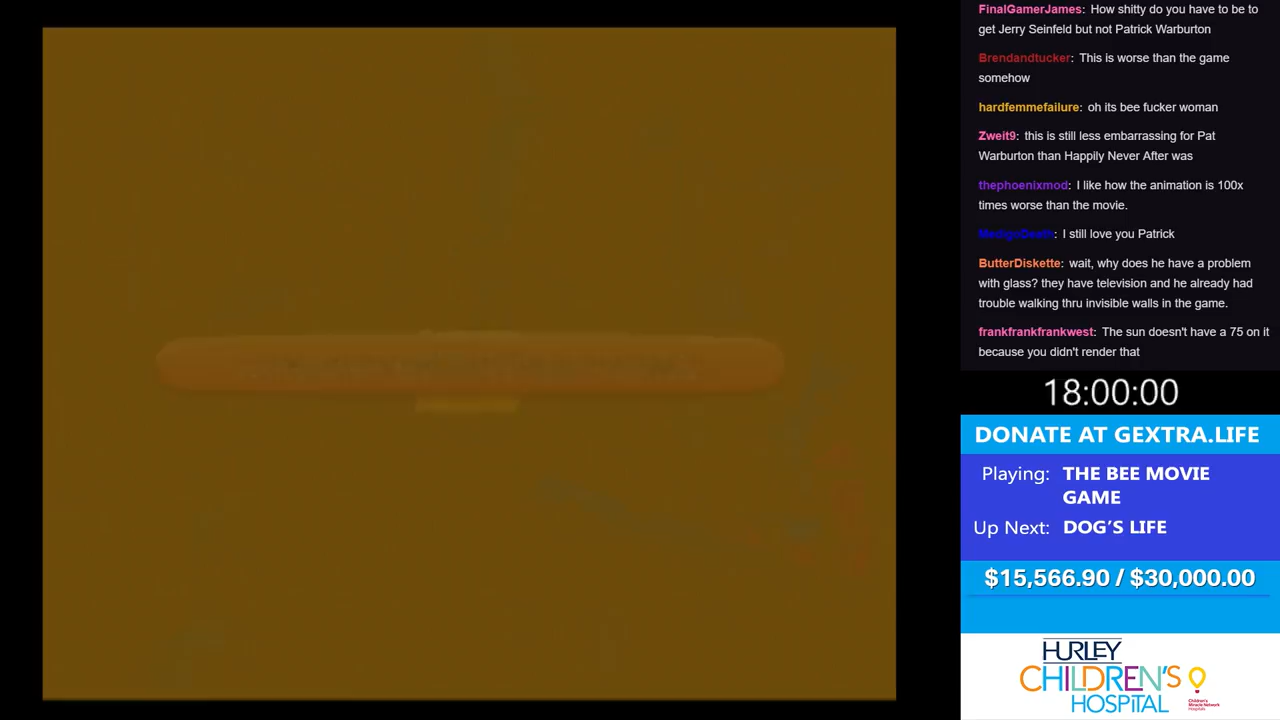 FinalGamerJames: How shitty do you have to be to
get Jerry Seinfeld but not Patrick Warburton
Brendandtucker: This is worse than the game
somehow
hardfemmefailure: oh its bee fucker woman
Zweit9: this is still less embarrassing for Pat
Warburton than Happily Never After was
thephoenixmod: I like how the animation is 100x
times worse than the movie.
MedigoDeath: I still love you Patrick
ButterDiskette: wait, why does he have a problem
with glass? they have television and he already had
trouble walking thru invisible walls in the game.
frankfrankfrankwest: The sun doesn't have a 75 on it
because you didn't render that
18:00:00
DONATE AT GEXTRA.LIFE
Playing: THE BEE MOVIE
GAME
Up Next: DOG'S LIFE
$15,566.90 / $30,000.00
HURLEY
CHILDREN'S
HOSPITAL
Children's
Miracle Network
Hospitals